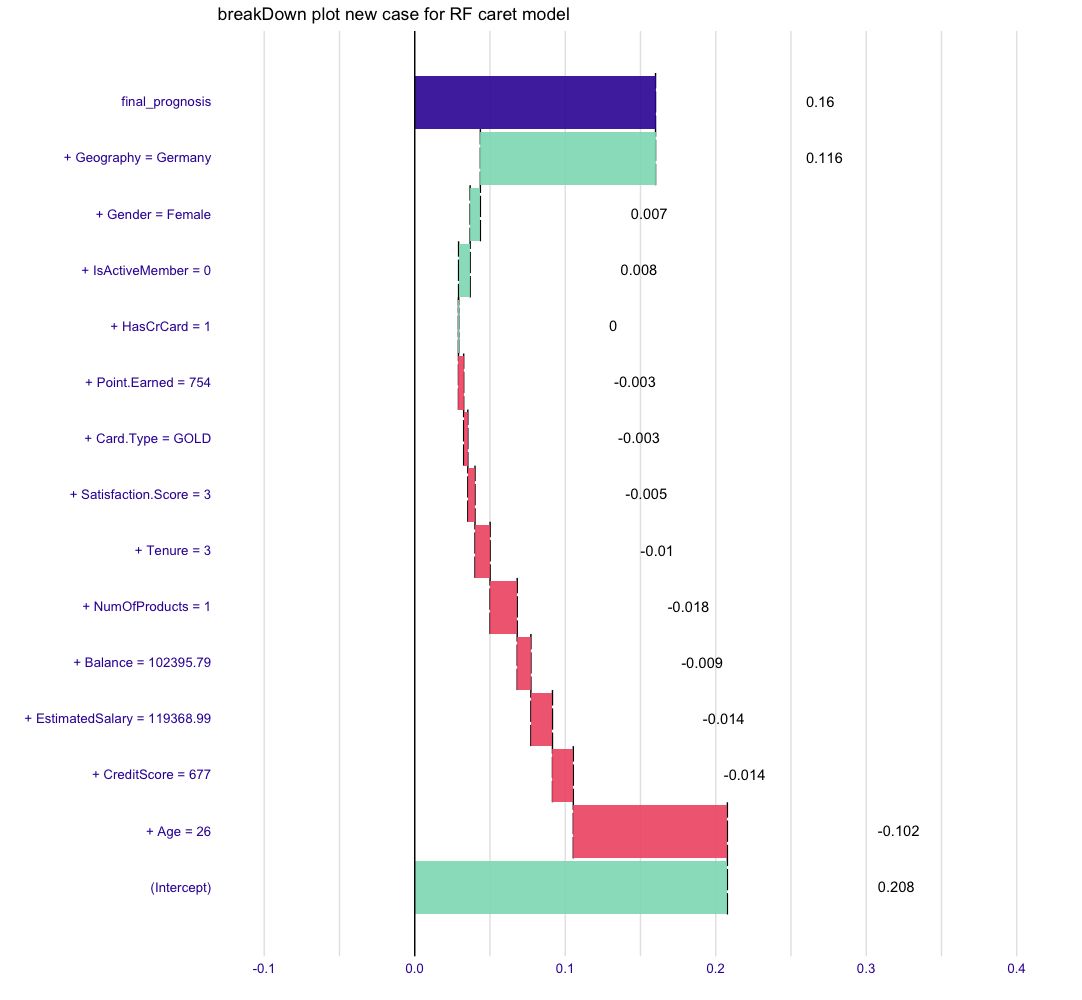 breakDown plot new case for RF caret model
final_prognosis 0.16
+ Geography = Germany 0.116
+ Gender = Female 0.007
+ IsActiveMember = 0 0.008
+ HasCrCard = 1 0
+ Point.Earned = 754 -0.003
+ Card.Type = GOLD -0.003
+ Satisfaction.Score = 3 -0.005
+ Tenure = 3 -0.01
+ NumOfProducts = 1 -0.018
+ Balance = 102395.79 -0.009
+ EstimatedSalary = 119368.99 -0.014
+ CreditScore = 677 -0.014
+ Age = 26 -0.102
(Intercept) 0.208
-0.1 0.0 0.1 0.2 0.3 0.4